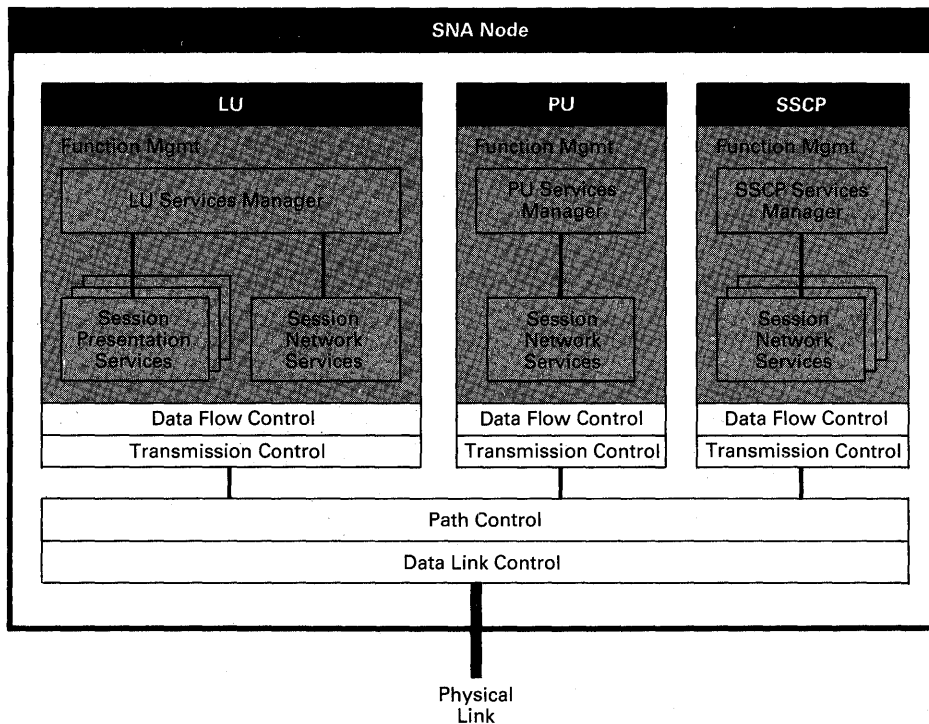 SNA Node
LU
PU
SSCP
Function Mgmt
Function Mgmt
Function Mgmt
LU Services Manager
PU Services
Manager
SSCP Services
Manager
Session
Presentation
Services
Session
Network
Services
Session
Network
Services
Session
Network
Services
Data Flow Control
Data Flow Control
Data Flow Control
Transmission Control
Transmission Control
Transmission Control
Path Control
Data Link Control
Physical
Link